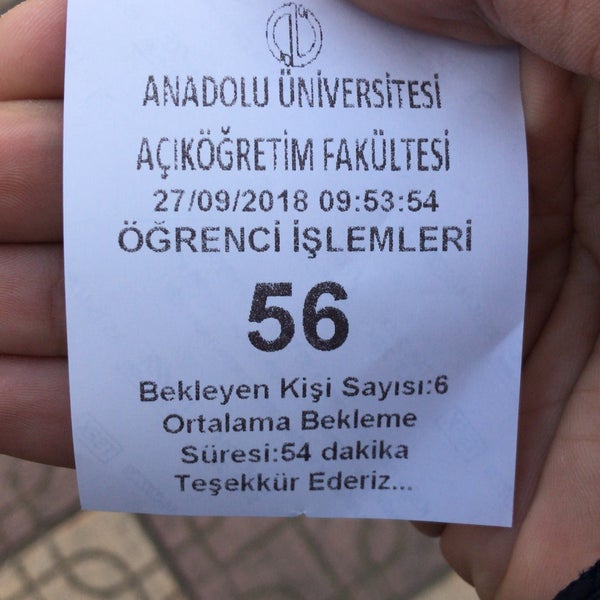 ANADOLU ÜNİVERSİTESİ
AÇIKÖĞRETİM FAKÜLTESİ
27/09/2018 09:53:54
ÖĞRENCİ İŞLEMLERİ
56
Bekleyen Kişi Sayısı:6
Ortalama Bekleme
Süresi:54 dakika
Teşekkür Ederiz...